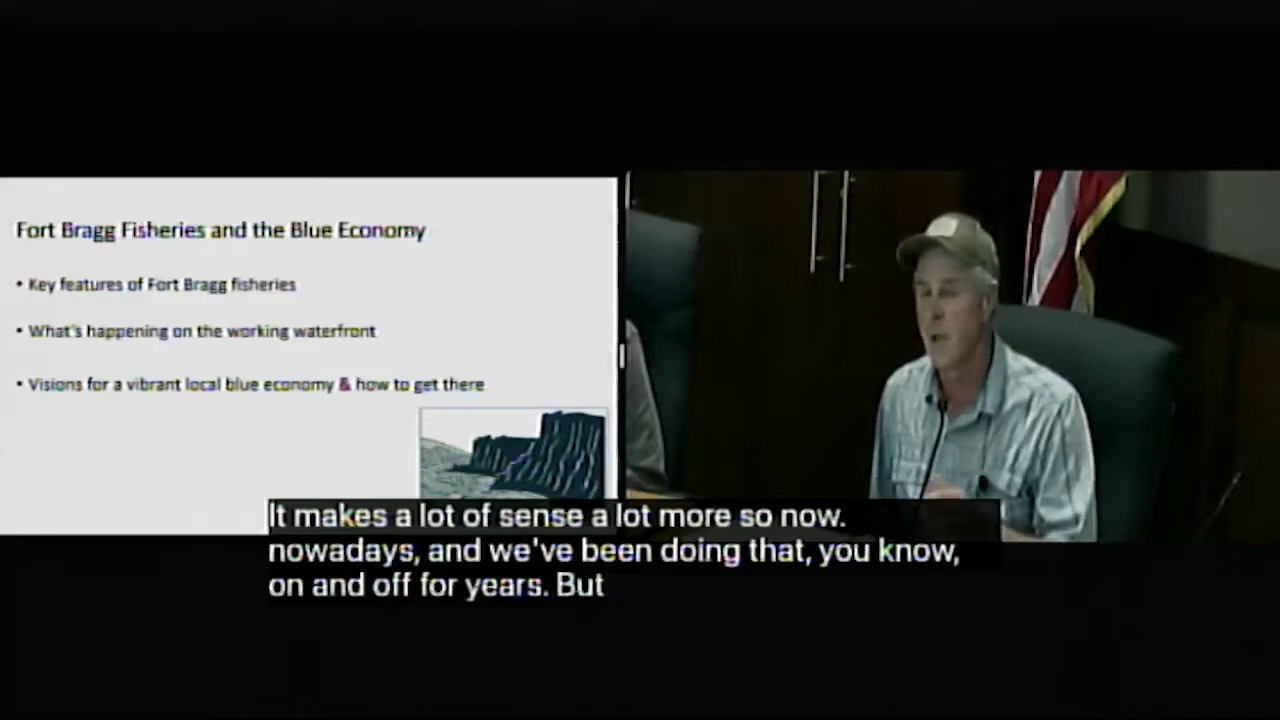 Fort Bragg Fisheries and the Blue Economy
• Key features of Fort Bragg fisheries
• What's happening on the working waterfront
• Visions for a vibrant local blue economy & how to get there
It makes a lot of sense a lot more so now.
nowadays, and we've been doing that, you know,
on and off for years. But